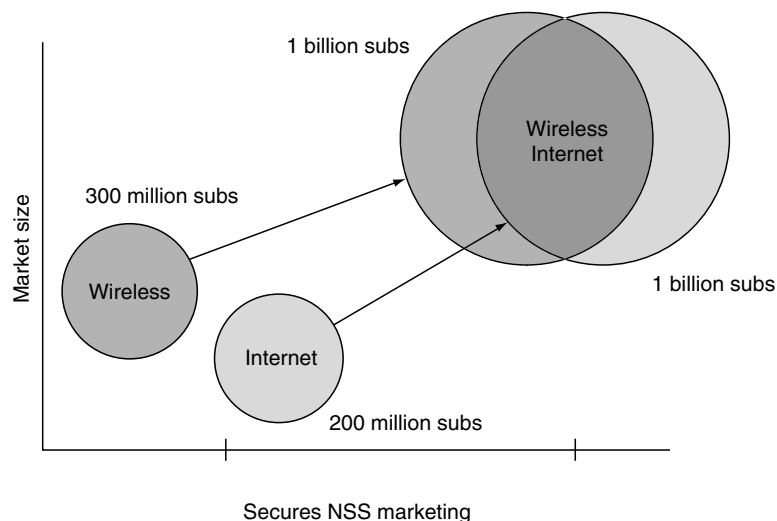 1 billion subs
Wireless
Internet
300 million subs
Market size
Wireless
1 billion subs
Internet
200 million subs
Secures NSS marketing